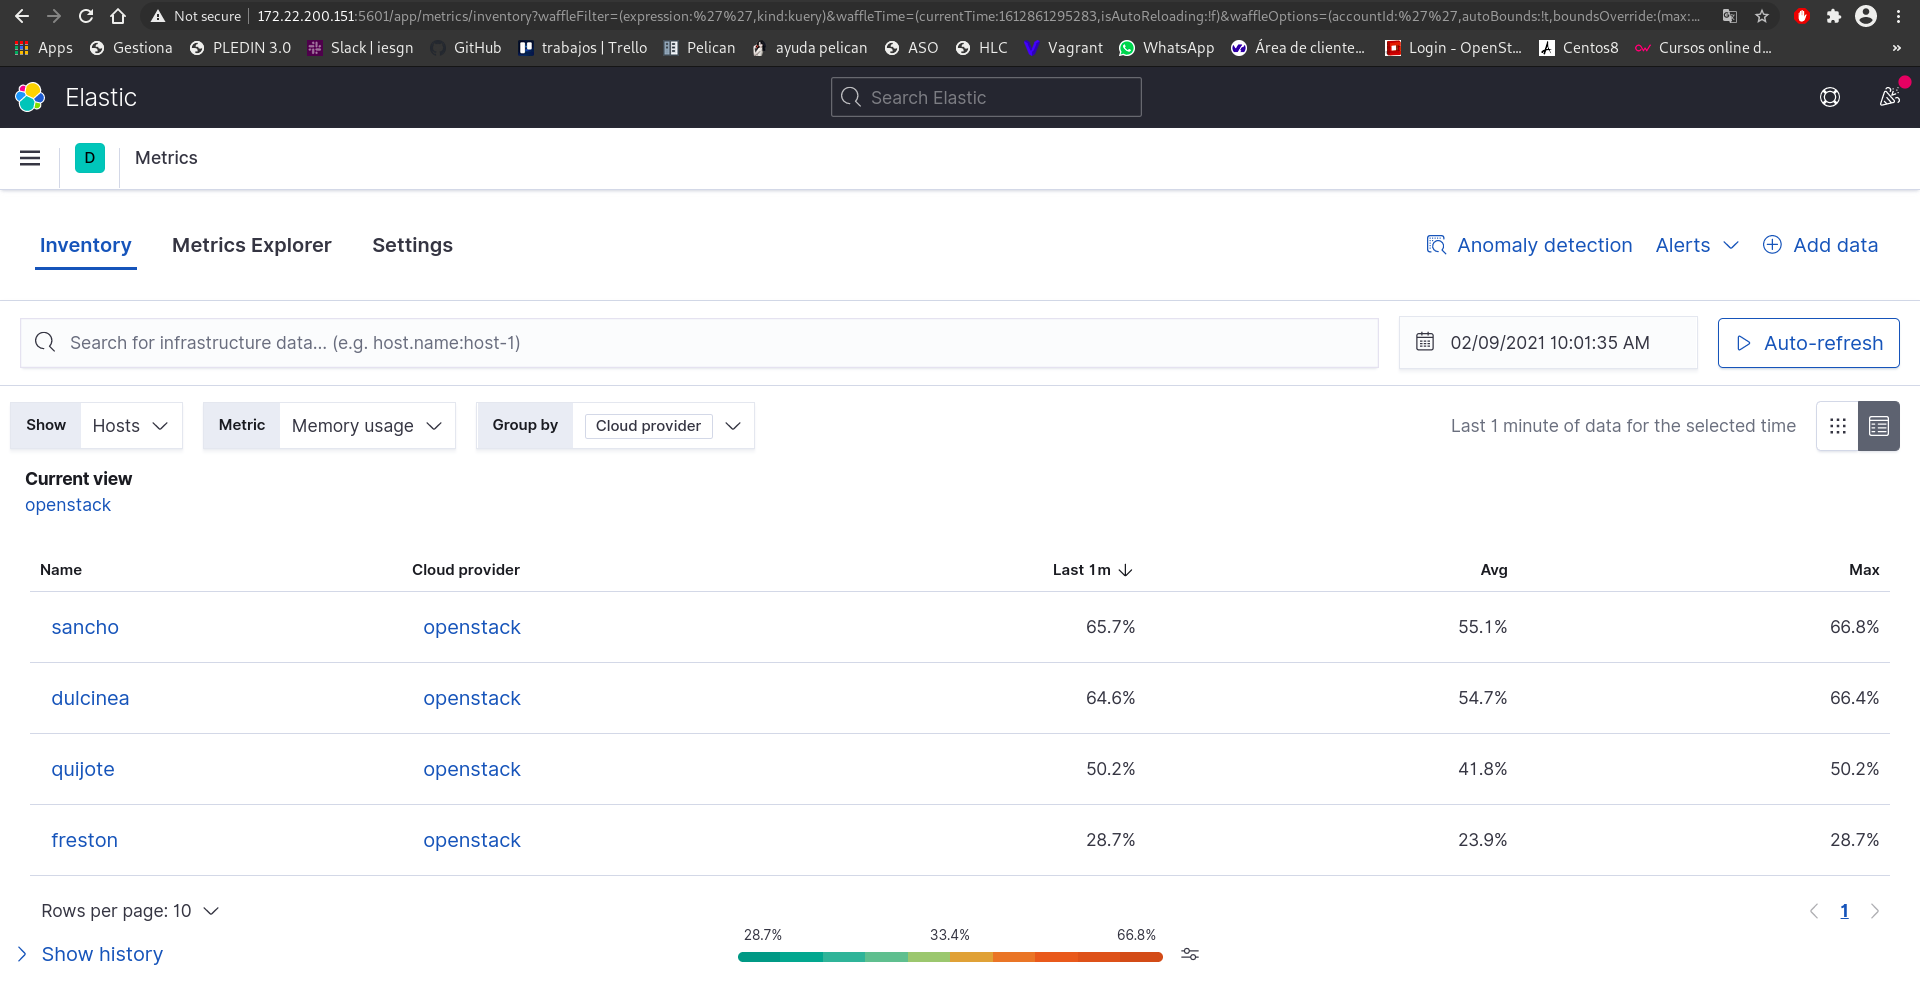 Not secure | 172.22.200.151:5601/app/metrics/inventory?waffleFilter=(expression:%27%27,kind:kuery)&waffleTime=(currentTime:1612861295283,isAutoReloading:!f)&waffleOptions=(accountId:%27%27,autoBounds:!t,boundsOverride:(max:...
Apps Gestiona PLEDIN 3.0 Slack | iesgn GitHub trabajos | Trello Pelican ayuda pelican ASO HLC Vagrant WhatsApp Área de cliente... Login - OpenSt... Centos8 Cursos online d... »
Elastic Search Elastic
D Metrics
Inventory Metrics Explorer Settings Anomaly detection Alerts Add data
Search for infrastructure data... (e.g. host.name:host-1) 02/09/2021 10:01:35 AM Auto-refresh
Show Hosts Metric Memory usage Group by Cloud provider Last 1 minute of data for the selected time
Current view
openstack
Name Cloud provider Last 1m Avg Max
sancho openstack 65.7% 55.1% 66.8%
dulcinea openstack 64.6% 54.7% 66.4%
quijote openstack 50.2% 41.8% 50.2%
freston openstack 28.7% 23.9% 28.7%
Rows per page: 10 1
28.7% 33.4% 66.8%
Show history